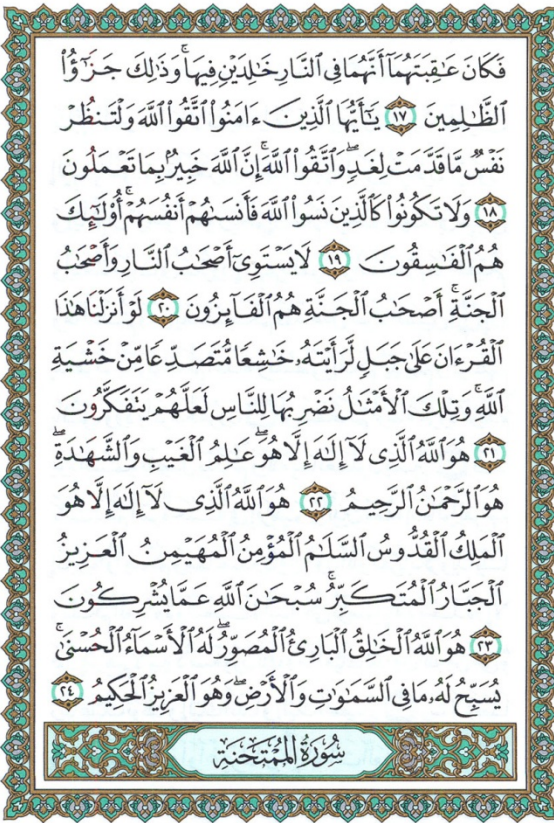 فَكَانَ عَٰقِبَتَهُمَآ أَنَّهُمَا فِي ٱلنَّارِ خَٰلِدَيْنِ فِيهَاۚ وَذَٰلِكَ جَزَٰٓؤُا۟
ٱلظَّٰلِمِينَ ١٧ يَٰٓأَيُّهَا ٱلَّذِينَ ءَامَنُوا۟ ٱتَّقُوا۟ ٱللَّهَ وَلْتَنظُرْ
نَفْسٌ مَّا قَدَّمَتْ لِغَدٍۖ وَٱتَّقُوا۟ ٱللَّهَۚ إِنَّ ٱللَّهَ خَبِيرٌۢ بِمَا تَعْمَلُونَ
١٨ وَلَا تَكُونُوا۟ كَٱلَّذِينَ نَسُوا۟ ٱللَّهَ فَأَنسَىٰهُمْ أَنفُسَهُمْۚ أُو۟لَٰٓئِكَ
هُمُ ٱلْفَٰسِقُونَ ١٩ لَا يَسْتَوِىٓ أَصْحَٰبُ ٱلنَّارِ وَأَصْحَٰبُ
ٱلْجَنَّةِۚ أَصْحَٰبُ ٱلْجَنَّةِ هُمُ ٱلْفَآئِزُونَ ٢٠ لَوْ أَنزَلْنَا هَٰذَا
ٱلْقُرْءَانَ عَلَىٰ جَبَلٍ لَّرَأَيْتَهُۥ خَٰشِعًا مُّتَصَدِّعًا مِّنْ خَشْيَةِ
ٱللَّهِۚ وَتِلْكَ ٱلْأَمْثَٰلُ نَضْرِبُهَا لِلنَّاسِ لَعَلَّهُمْ يَتَفَكَّرُونَ
٢١ هُوَ ٱللَّهُ ٱلَّذِى لَآ إِلَٰهَ إِلَّا هُوَۖ عَٰلِمُ ٱلْغَيْبِ وَٱلشَّهَٰدَةِۖ
هُوَ ٱلرَّحْمَٰنُ ٱلرَّحِيمُ ٢٢ هُوَ ٱللَّهُ ٱلَّذِى لَآ إِلَٰهَ إِلَّا هُوَ
ٱلْمَلِكُ ٱلْقُدُّوسُ ٱلسَّلَٰمُ ٱلْمُؤْمِنُ ٱلْمُهَيْمِنُ ٱلْعَزِيزُ
ٱلْجَبَّارُ ٱلْمُتَكَبِّرُۚ سُبْحَٰنَ ٱللَّهِ عَمَّا يُشْرِكُونَ
٢٣ هُوَ ٱللَّهُ ٱلْخَٰلِقُ ٱلْبَارِئُ ٱلْمُصَوِّرُۖ لَهُ ٱلْأَسْمَآءُ ٱلْحُسْنَىٰۚ
يُسَبِّحُ لَهُۥ مَا فِى ٱلسَّمَٰوَٰتِ وَٱلْأَرْضِۖ وَهُوَ ٱلْعَزِيزُ ٱلْحَكِيمُ ٢٤
سُورَةُ المُمْتَحنَة